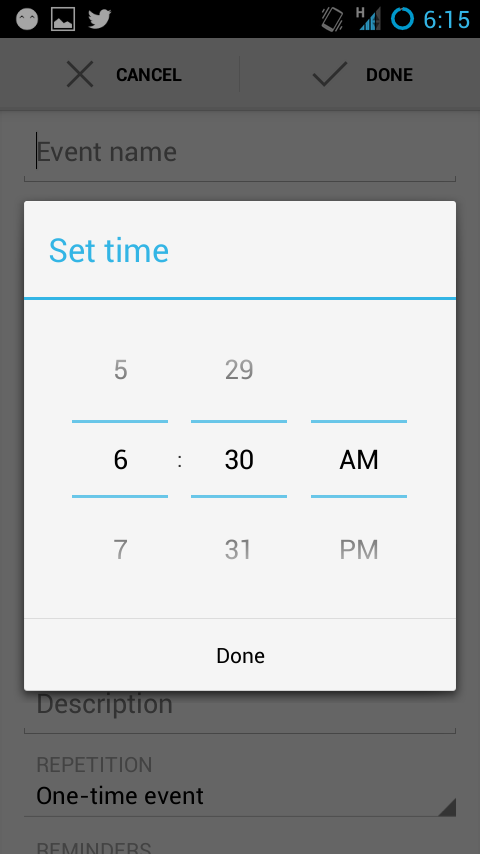 H 6:15
CANCEL DONE
Event name
Set time
5 29
6 : 30 AM
7 31 PM
Done
Description
REPETITION
One-time event
REMINDERS